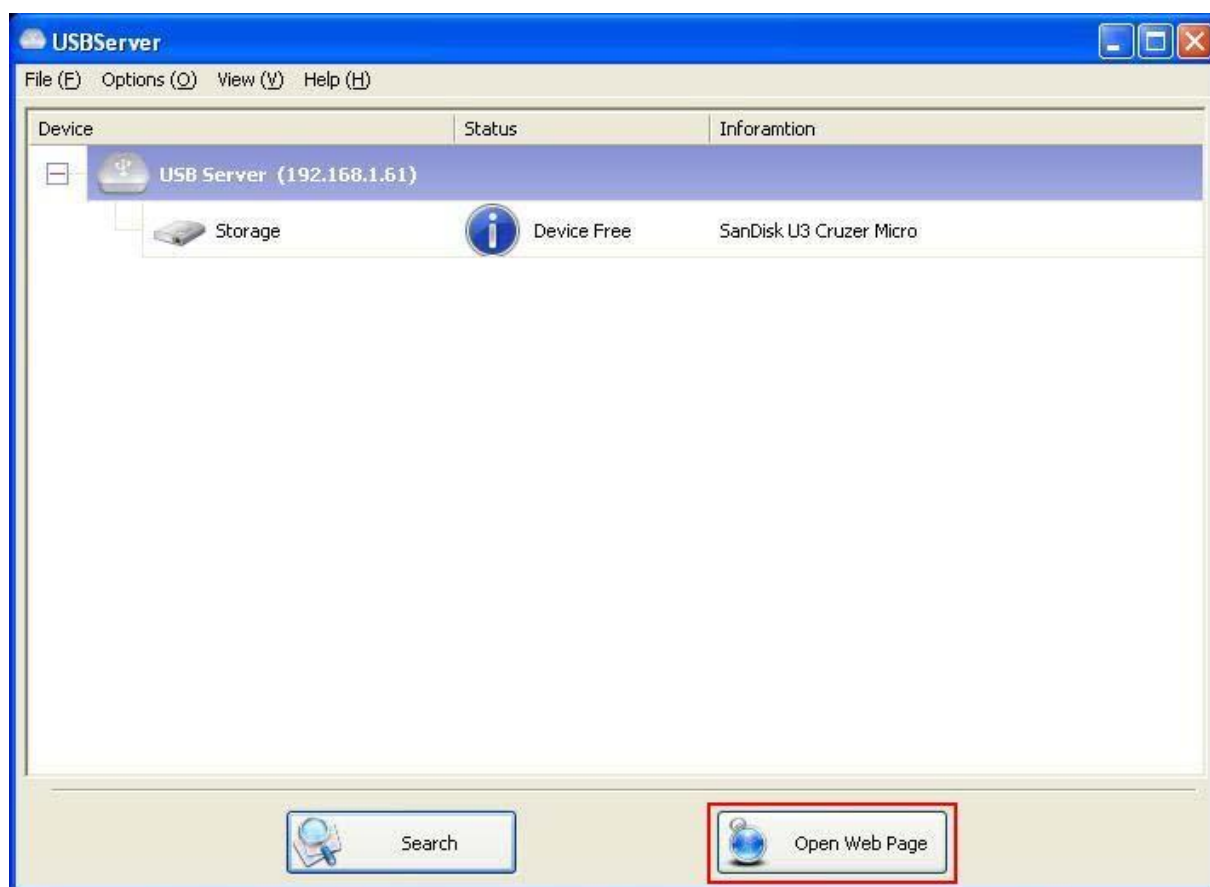 USBServer
File (F) Options (O) View (V) Help (H)
Device Status Inforamtion
USB Server (192.168.1.61)
Storage Device Free SanDisk U3 Cruzer Micro
Search Open Web Page